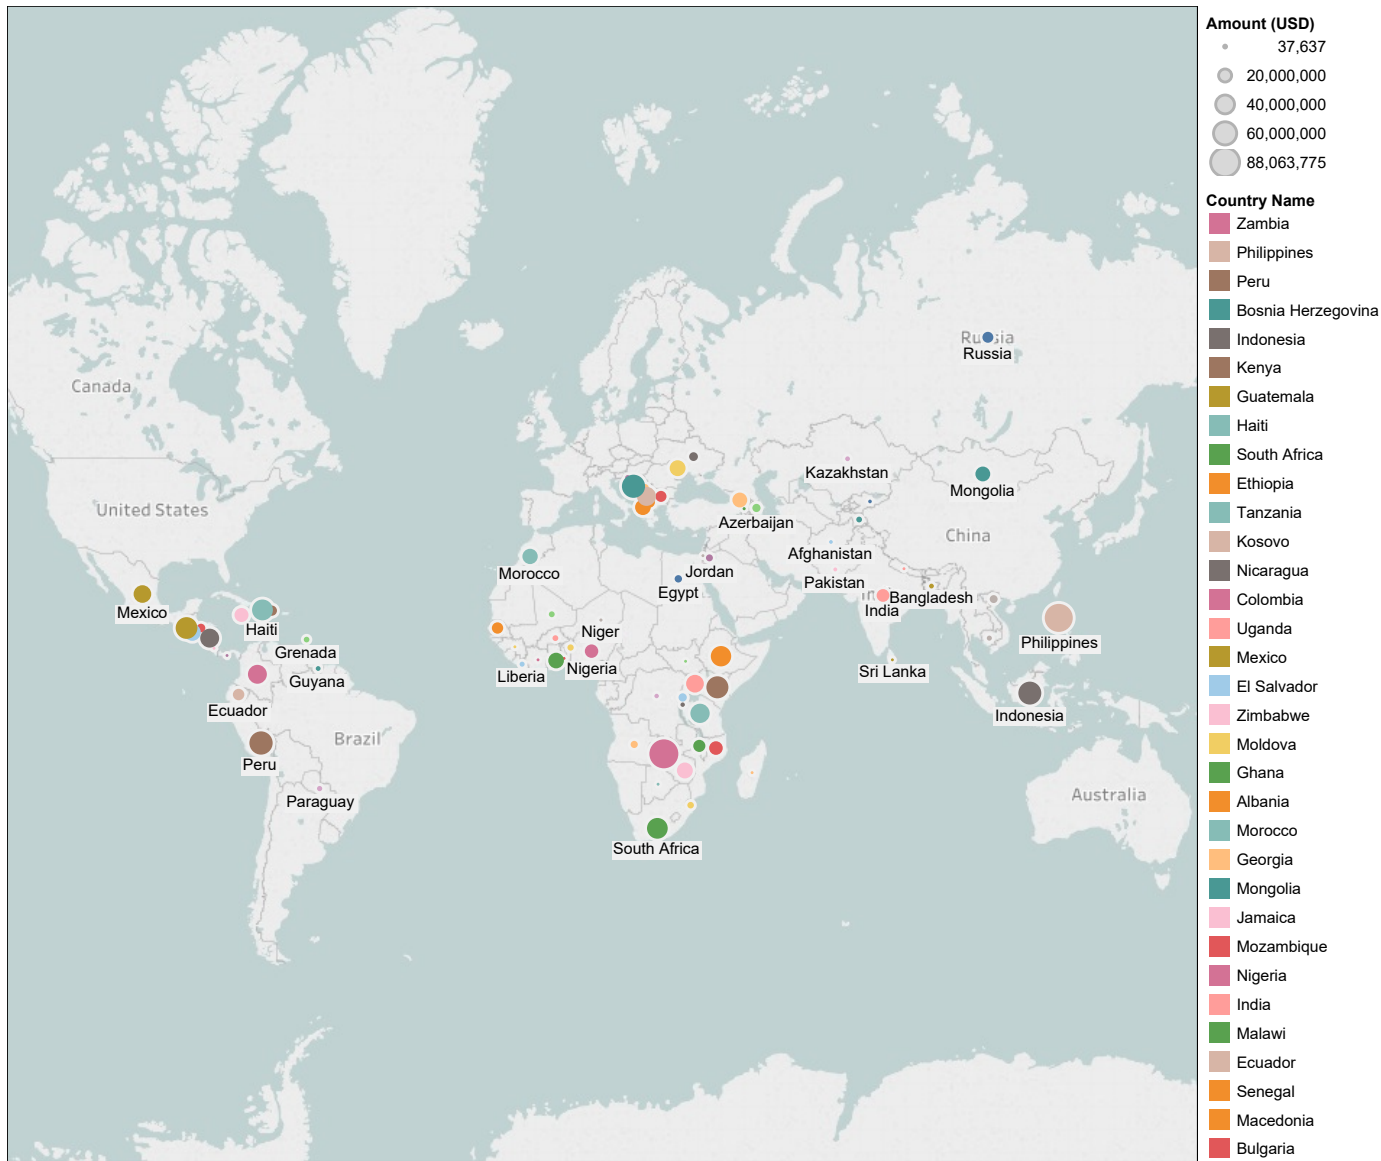 Canada
United States
Mexico
Haiti
Grenada
Guyana
Ecuador
Peru
Brazil
Paraguay
Morocco
Liberia
Niger
Nigeria
Egypt
Jordan
Azerbaijan
South Africa
Russia
Russia
Kazakhstan
Mongolia
China
Afghanistan
Pakistan
India
Bangladesh
Sri Lanka
Philippines
Indonesia
Australia
Amount (USD)
37,637
20,000,000
40,000,000
60,000,000
88,063,775
Country Name
Zambia
Philippines
Peru
Bosnia Herzegovina
Indonesia
Kenya
Guatemala
Haiti
South Africa
Ethiopia
Tanzania
Kosovo
Nicaragua
Colombia
Uganda
Mexico
El Salvador
Zimbabwe
Moldova
Ghana
Albania
Morocco
Georgia
Mongolia
Jamaica
Mozambique
Nigeria
India
Malawi
Ecuador
Senegal
Macedonia
Bulgaria